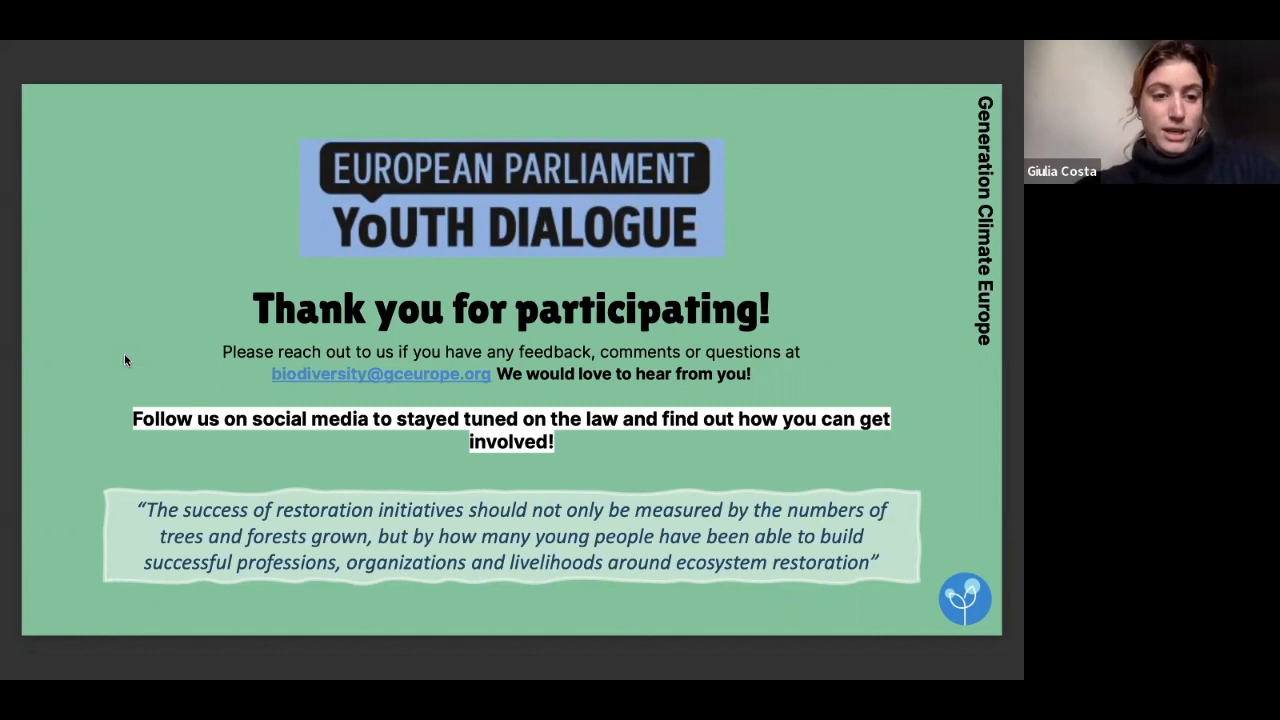 EUROPEAN PARLIAMENT
YoUTH DIALOGUE
Thank you for participating!
Please reach out to us if you have any feedback, comments or questions at
biodiversity@gceurope.org We would love to hear from you!
Follow us on social media to stayed tuned on the law and find out how you can get
involved!
“The success of restoration initiatives should not only be measured by the numbers of
trees and forests grown, but by how many young people have been able to build
successful professions, organizations and livelihoods around ecosystem restoration”
Generation Climate Europe
Giulia Costa